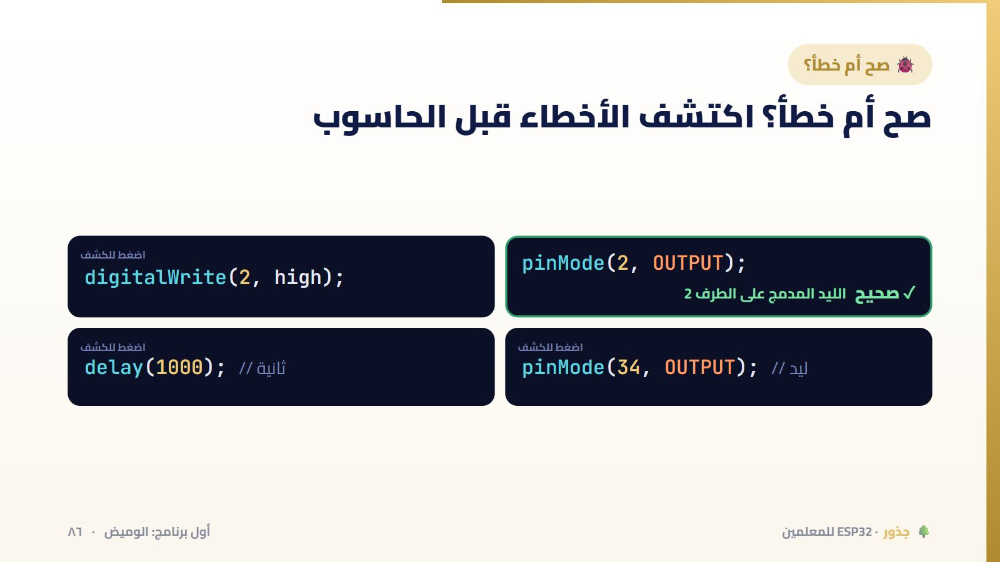 صح أم خطأ؟
صح أم خطأ؟ اكتشف الأخطاء قبل الحاسوب
pinMode(2, OUTPUT);
✓ صحيح الليد المدمج على الطرف 2
اضغط للكشف
digitalWrite(2, high);
اضغط للكشف
pinMode(34, OUTPUT); // ليد
اضغط للكشف
delay(1000); // ثانية
جذور · ESP32 للمعلمين
أول برنامج: الوميض · ٨٦